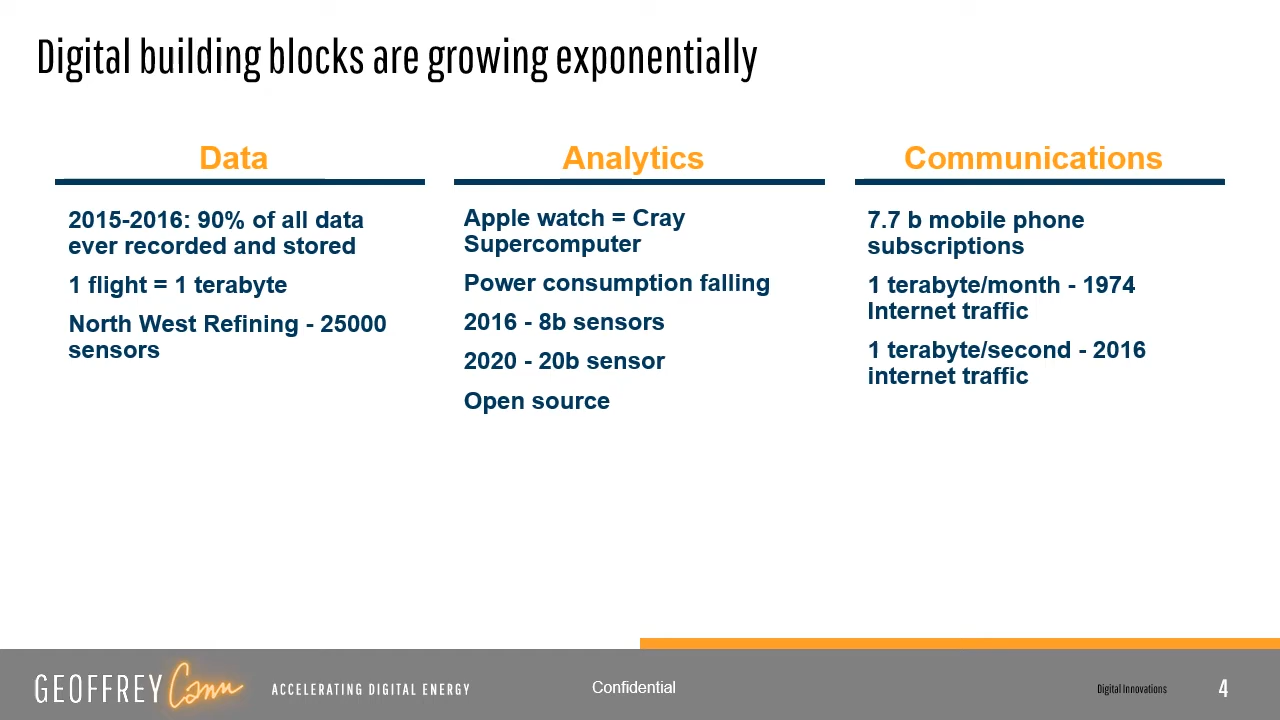 Digital building blocks are growing exponentially
Data
2015-2016: 90% of all data
ever recorded and stored
1 flight = 1 terabyte
North West Refining - 25000
sensors
Analytics
Apple watch = Cray
Supercomputer
Power consumption falling
2016 - 8b sensors
2020 - 20b sensor
Open source
Communications
7.7 b mobile phone
subscriptions
1 terabyte/month - 1974
Internet traffic
1 terabyte/second - 2016
internet traffic
GEOFFREY Cann
ACCELERATING DIGITAL ENERGY
Confidential
Digital Innovations
4